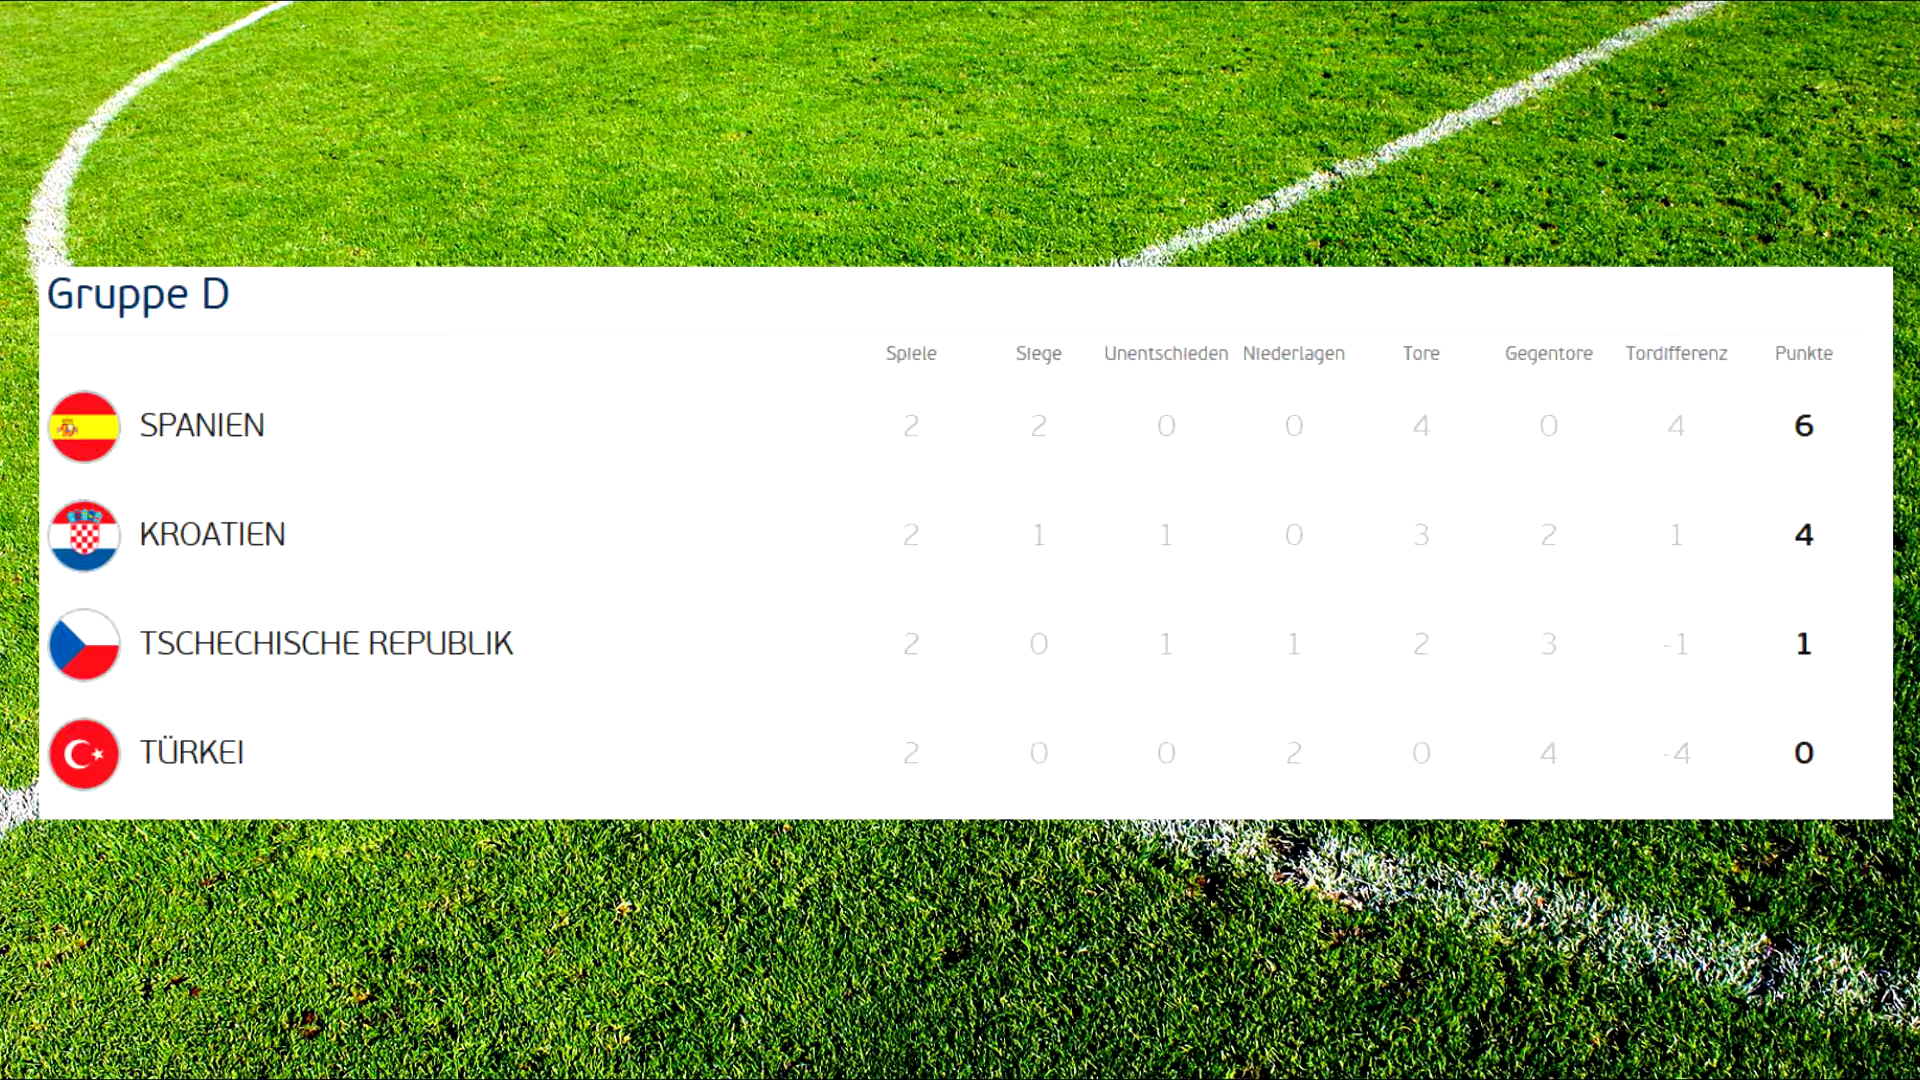 Gruppe D
Spiele Siege Unentschieden Niederlagen Tore Gegentore Tordifferenz Punkte
SPANIEN 2 2 0 0 4 0 4 6
KROATIEN 2 1 1 0 3 2 1 4
TSCHECHISCHE REPUBLIK 2 0 1 1 2 3 -1 1
TÜRKEI 2 0 0 2 0 4 -4 0